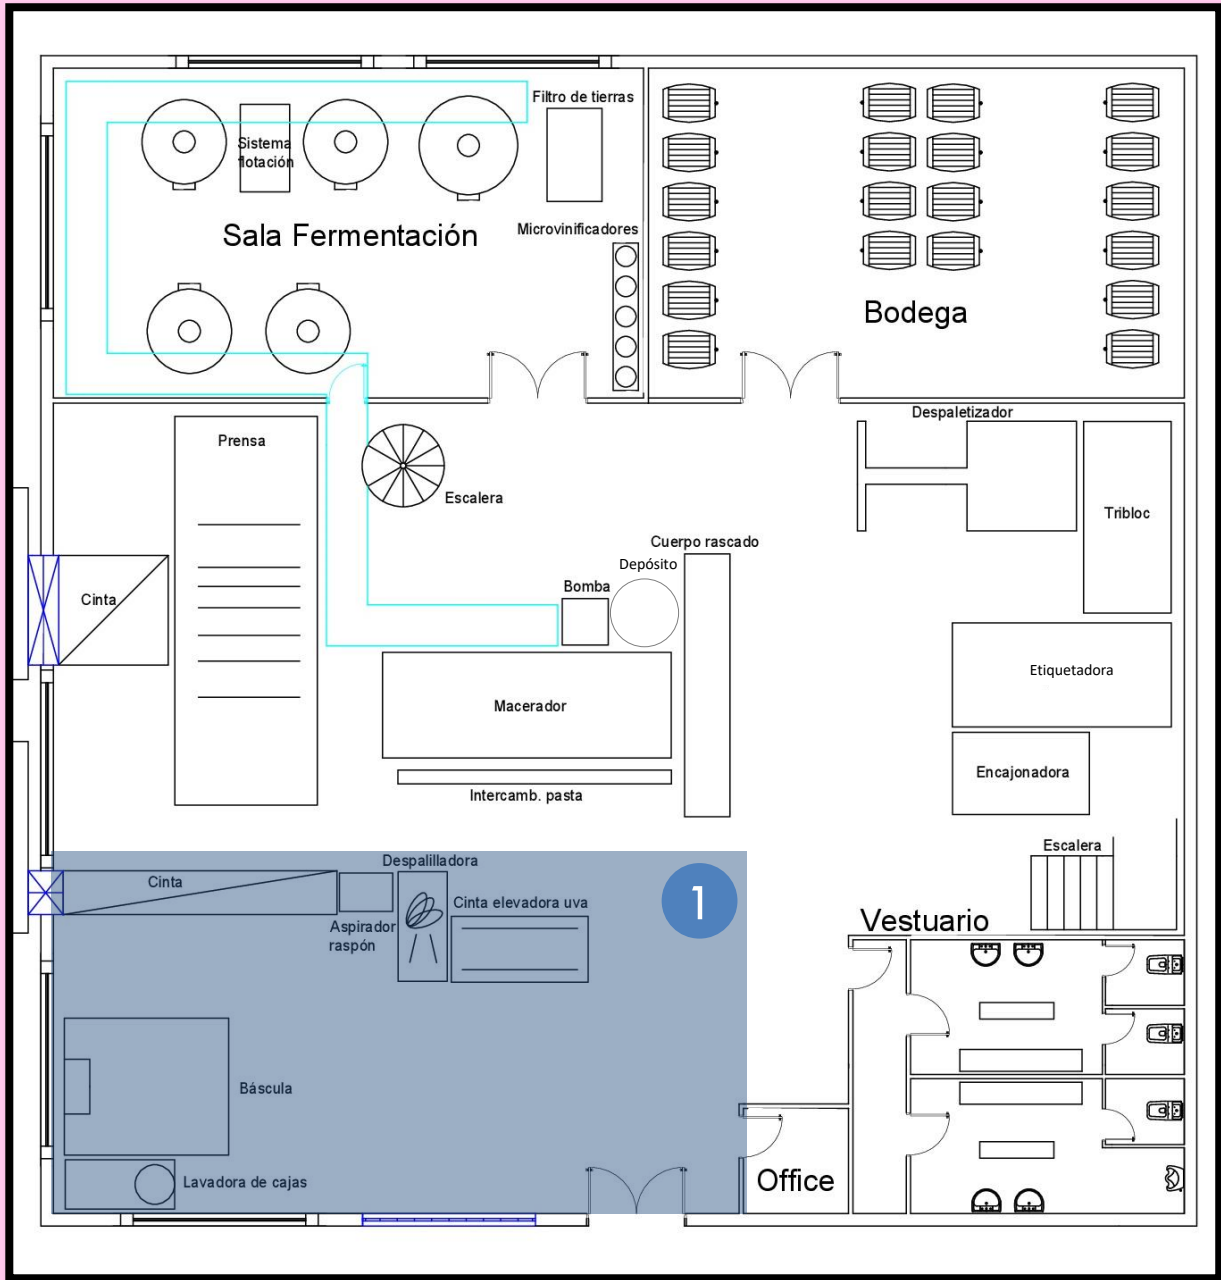 Filtro de tierras
Sistema
flotación
Sala Fermentación
Microvinificadores
Bodega
Despaletizador
Prensa
Escalera
Tribloc
Cuerpo rascado
Depósito
Bomba
Cinta
Etiquetadora
Macerador
Encajonadora
Intercamb. pasta
Escalera
Despalilladora
Cinta
Cinta elevadora uva
1
Aspirador
raspón
Vestuario
Báscula
Lavadora de cajas
Office